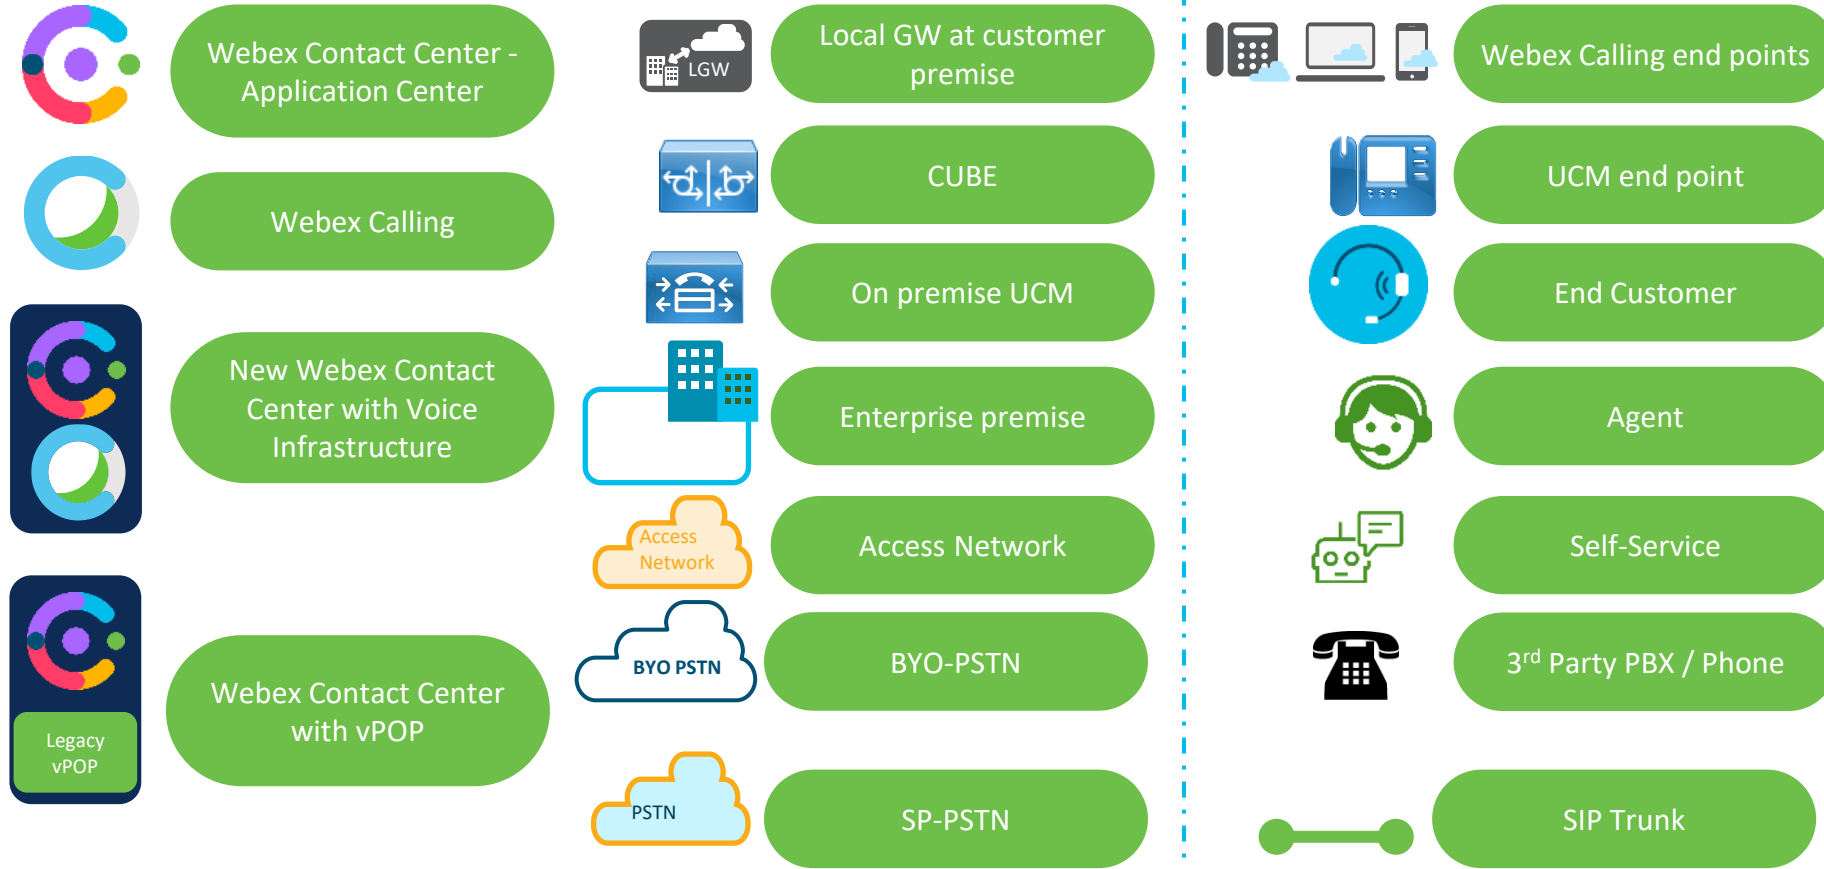 Webex Contact Center -
Application Center
Webex Calling
New Webex Contact
Center with Voice
Infrastructure
Legacy
vPOP
Webex Contact Center
with vPOP
LGW
Local GW at customer
premise
CUBE
On premise UCM
Enterprise premise
Access
Network
Access Network
BYO PSTN
BYO-PSTN
PSTN
SP-PSTN
Webex Calling end points
UCM end point
End Customer
Agent
Self-Service
3rd Party PBX / Phone
SIP Trunk